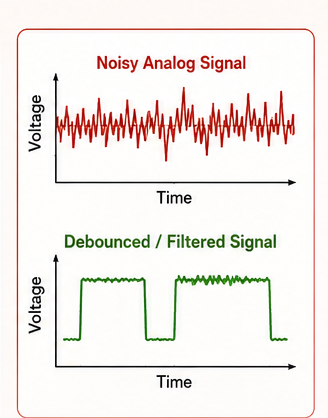 Noisy Analog Signal
Voltage
Time
Debounced / Filtered Signal
Voltage
Time